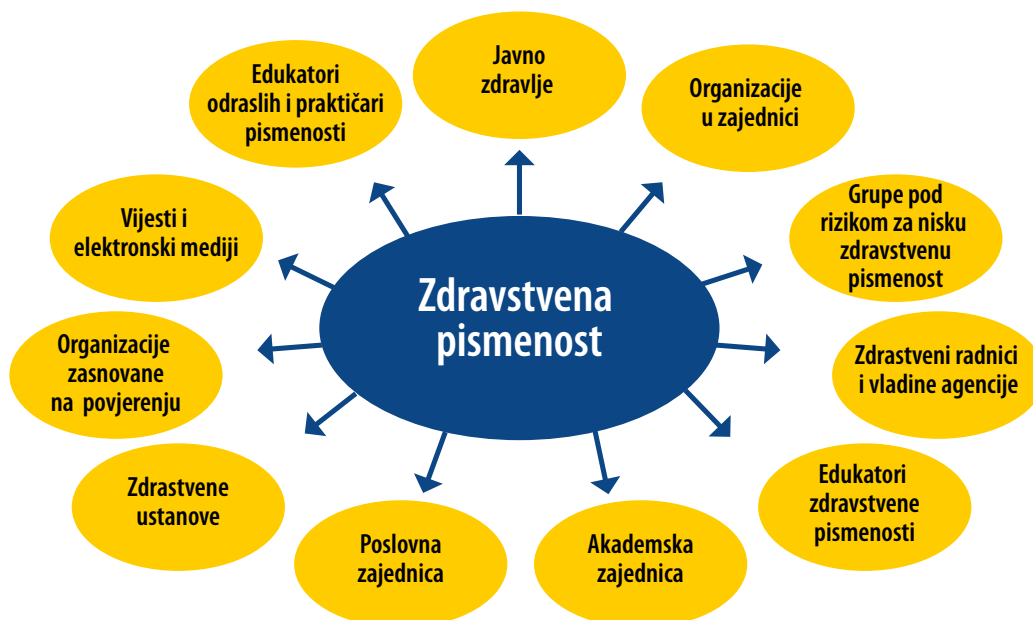 Javno
zdravlje
Edukatori
odraslih i praktičari
pismenosti
Organizacije
u zajednici
Vijesti i
elektronski mediji
Grupe pod
rizikom za nisku
zdravstvenu
pismenost
Zdravstvena
pismenost
Organizacije
zasnovane
na povjerenju
Zdrastveni radnici
i vladine agencije
Zdrastvene
ustanove
Edukatori
zdravstvene
pismenosti
Poslovna
zajednica
Akademska
zajednica